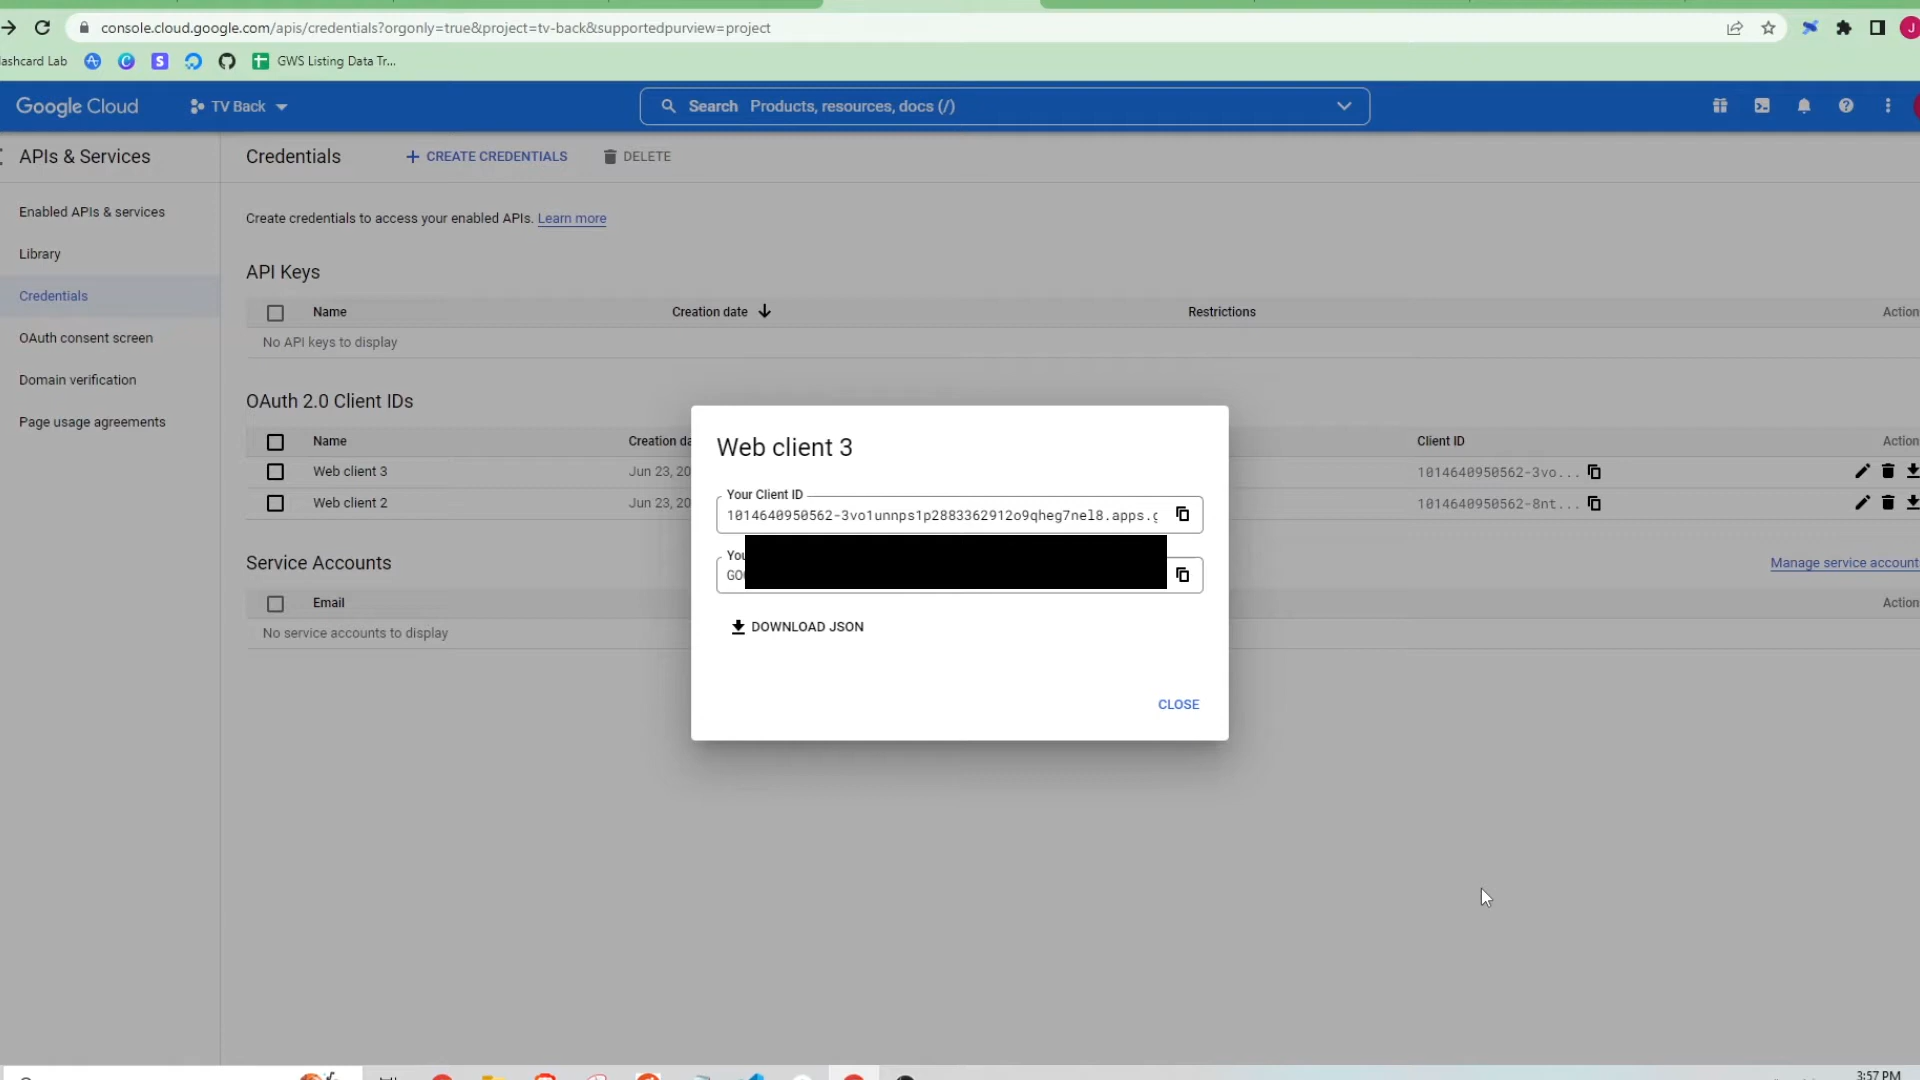 console.cloud.google.com/apis/credentials?orgonly=true&project=tv-back&supportedpurview=project
J
ashcard Lab
GWS Listing Data Tr...
Google Cloud
TV Back
Search Products, resources, docs (/)
APIs & Services
Credentials
CREATE CREDENTIALS
DELETE
Enabled APIs & services
Library
Credentials
OAuth consent screen
Domain verification
Page usage agreements
Create credentials to access your enabled APIs. Learn more
API Keys
Name
Creation date
Restrictions
Action
No API keys to display
OAuth 2.0 Client IDs
Name
Creation da
Client ID
Action
Web client 3
Jun 23, 20
1014640950562-3vo...
Web client 2
Jun 23, 20
1014640950562-8nt...
Service Accounts
Manage service account
Email
Action
No service accounts to display
Web client 3
Your Client ID
1014640950562-3vo1unnps1p2883362912o9qheg7nel8.apps.g
You
GO
DOWNLOAD JSON
CLOSE
3:57 PM